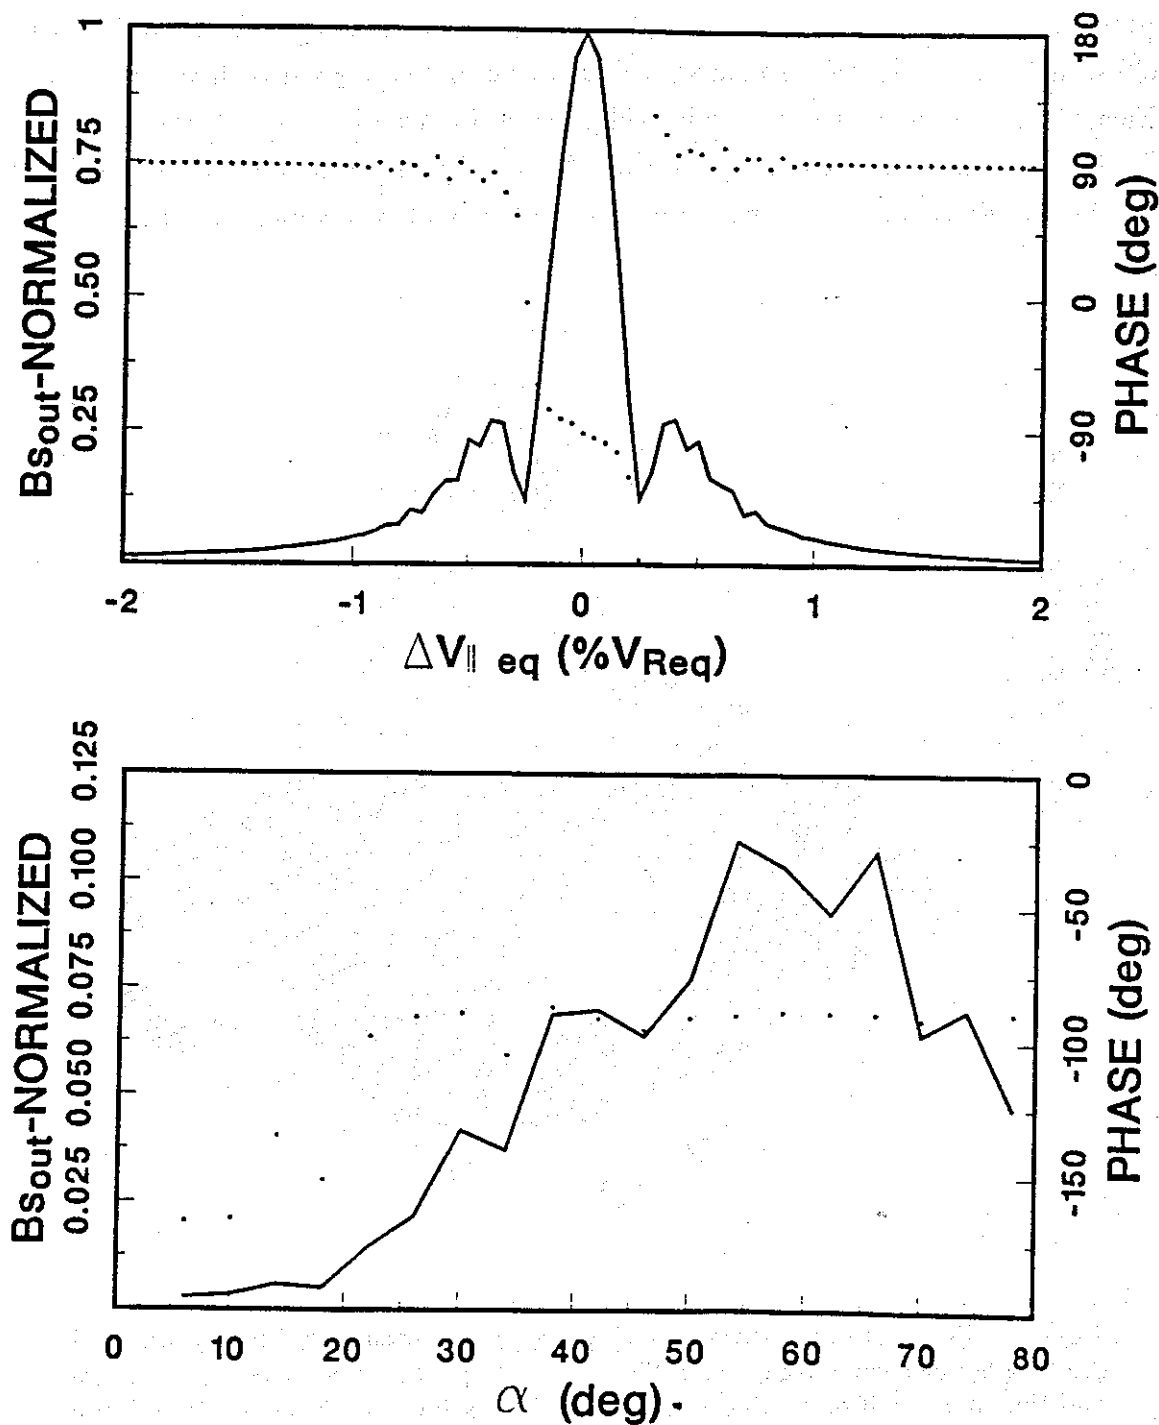 1
0.75
0.50
0.25
Bsout-NORMALIZED
180
90
0
-90
PHASE (deg)
-2 -1 0 1 2
ΔV|| eq (%VReq)
0.125
0.100
0.075
0.050
0.025
Bsout-NORMALIZED
0
-50
-100
-150
PHASE (deg)
0 10 20 30 40 50 60 70 80
α (deg)